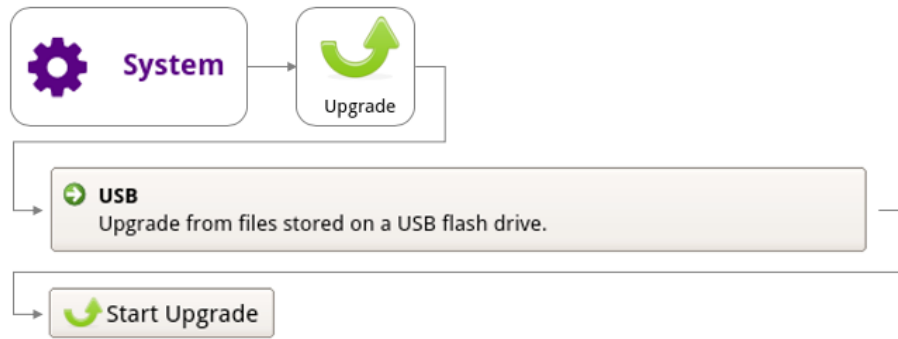 System
Upgrade
USB
Upgrade from files stored on a USB flash drive.
Start Upgrade